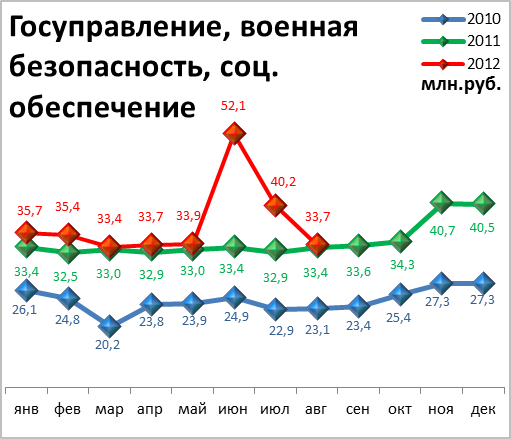 Госуправление, военная
безопасность, соц.
обеспечение
2010
2011
2012
млн.руб.
35,7 35,4 33,4 33,7 33,9 52,1 40,2 33,7
33,4 32,5 33,0 32,9 33,0 33,4 32,9 33,4 33,6 34,3 40,7 40,5
26,1 24,8 20,2 23,8 23,9 24,9 22,9 23,1 23,4 25,4 27,3 27,3
янв фев мар апр май июн июл авг сен окт ноя дек